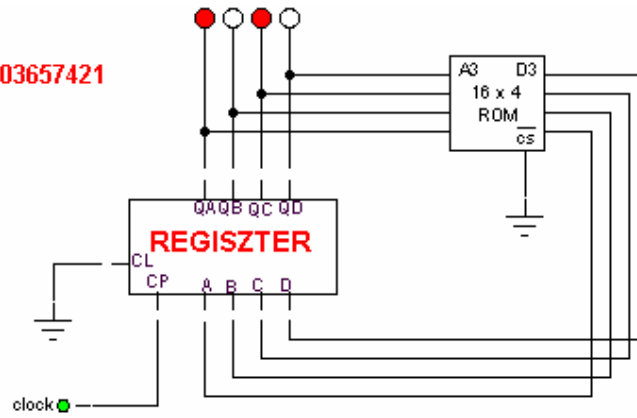 03657421
A3 D3
16 x 4
ROM
cs
QA QB QC QD
REGISZTER
CL
CP A B C D
clock